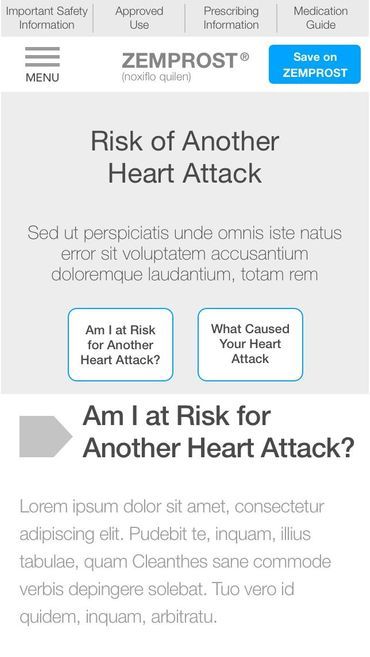 Important Safety Information
Approved Use
Prescribing Information
Medication Guide
MENU
ZEMPROST®
(noxiflo quilen)
Save on
ZEMPROST
Risk of Another
Heart Attack
Sed ut perspiciatis unde omnis iste natus
error sit voluptatem accusantium
doloremque laudantium, totam rem
Am I at Risk
for Another
Heart Attack?
What Caused
Your Heart
Attack
Am I at Risk for
Another Heart Attack?
Lorem ipsum dolor sit amet, consectetur
adipiscing elit. Pudebit te, inquam, illius
tabulae, quam Cleanthes sane commode
verbis depingere solebat. Tuo vero id
quidem, inquam, arbitratu.